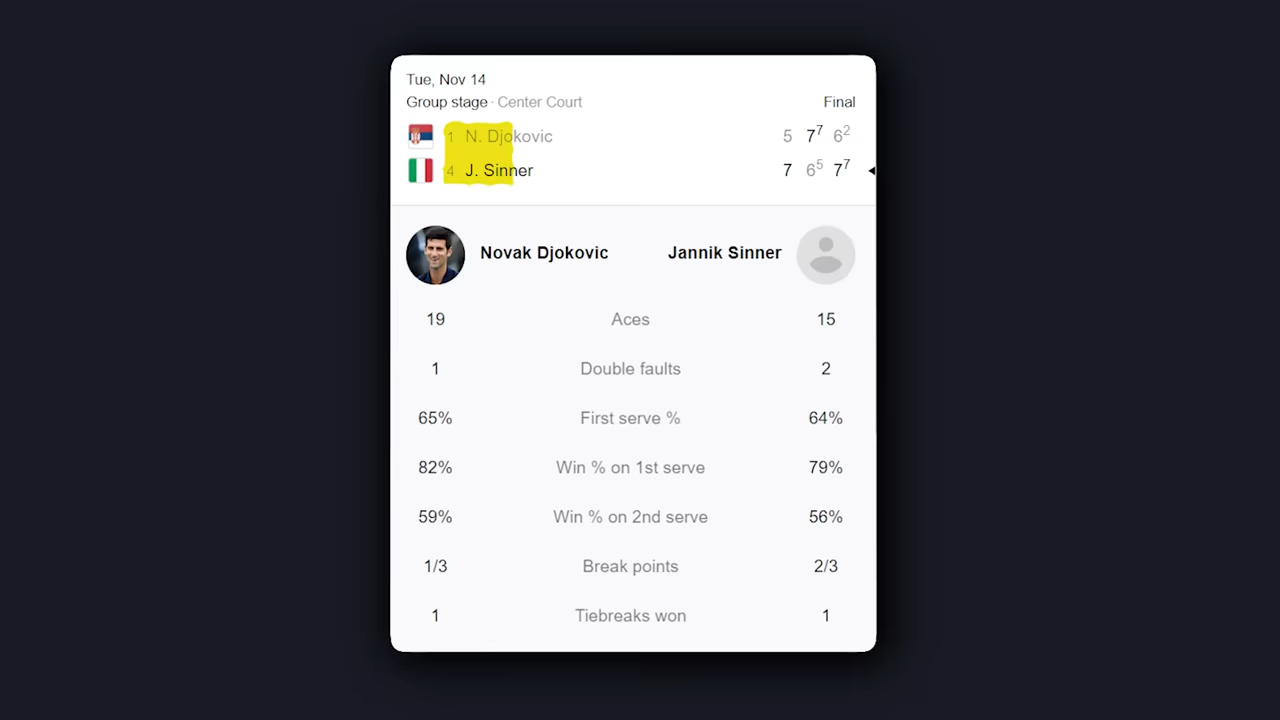 Tue, Nov 14
Group stage · Center Court Final
1 N. Djokovic 5 7⁷ 6²
4 J. Sinner 7 6⁵ 7⁷
Novak Djokovic Jannik Sinner
19 Aces 15
1 Double faults 2
65% First serve % 64%
82% Win % on 1st serve 79%
59% Win % on 2nd serve 56%
1/3 Break points 2/3
1 Tiebreaks won 1